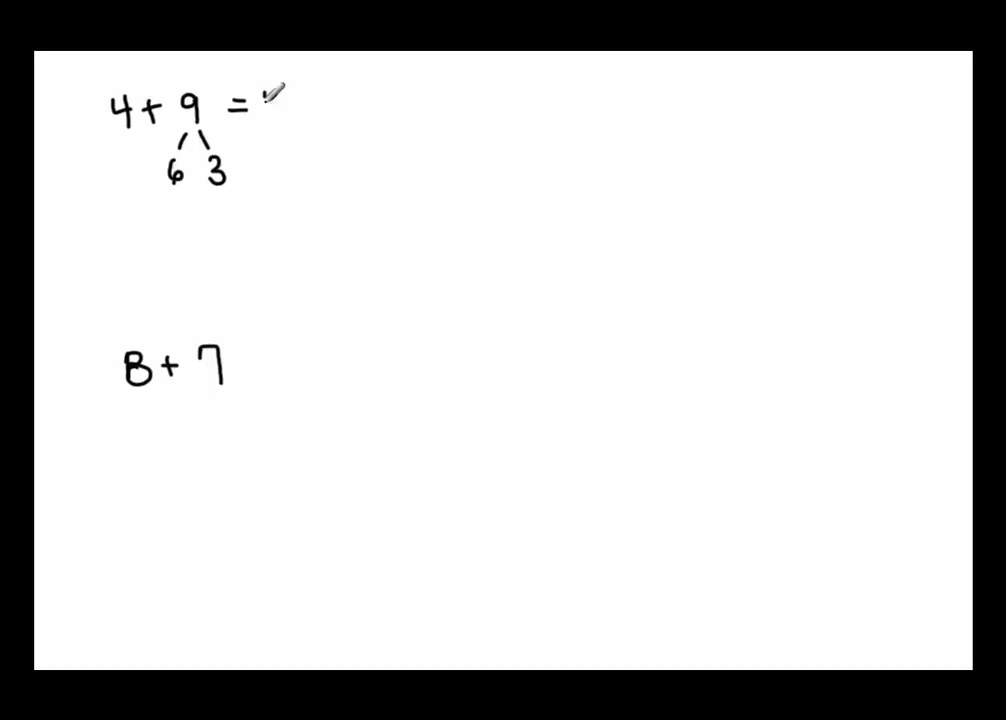 4 + 9 =
6 3
8 + 7